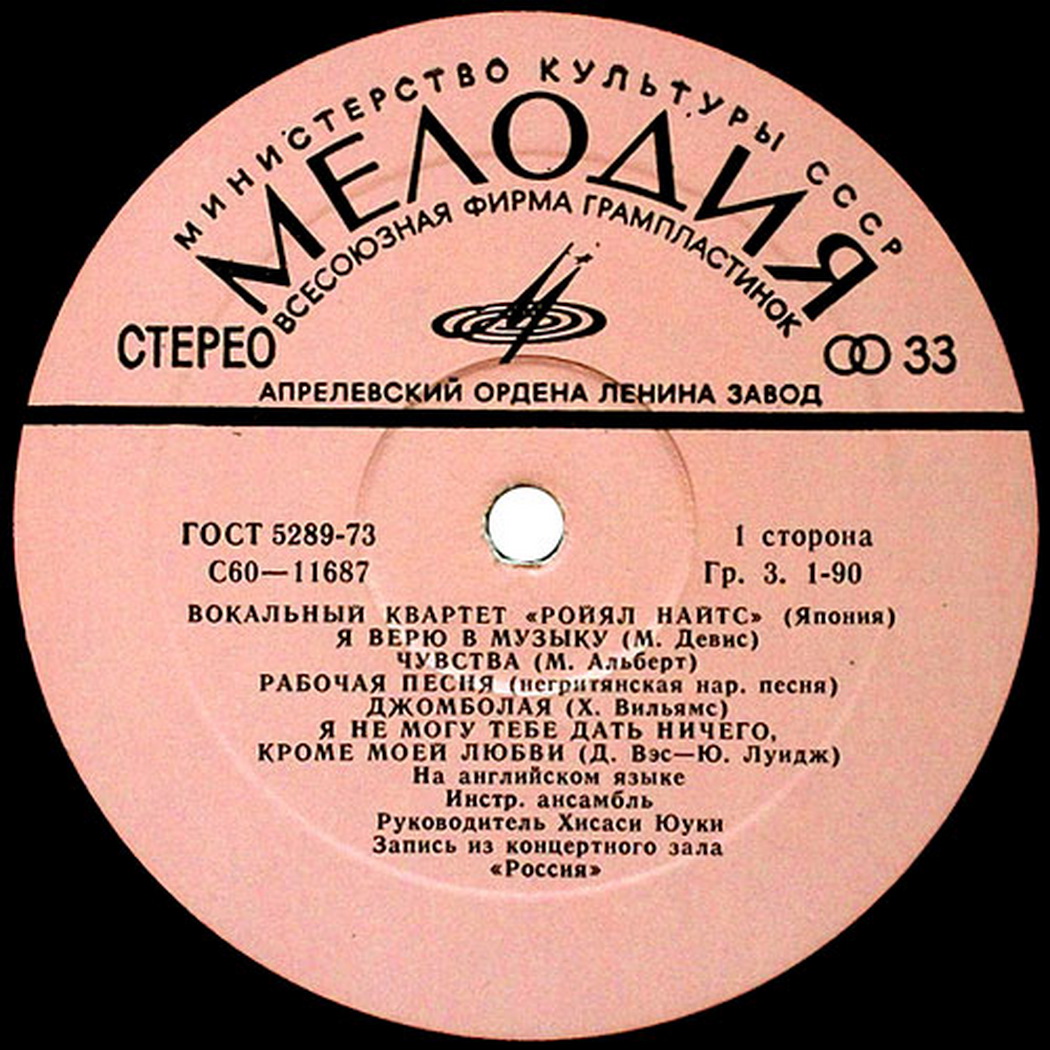 МИНИСТЕРСТВО КУЛЬТУРЫ СССР
МЕЛОДИЯ
ВСЕСОЮЗНАЯ ФИРМА ГРАМПЛАСТИНОК
СТЕРЕО
33
АПРЕЛЕВСКИЙ ОРДЕНА ЛЕНИНА ЗАВОД
ГОСТ 5289-73
1 сторона
С60—11687
Гр. 3. 1-90
ВОКАЛЬНЫЙ КВАРТЕТ «РОЙЯЛ НАЙТС» (Япония)
Я ВЕРЮ В МУЗЫКУ (М. Девис)
ЧУВСТВА (М. Альберт)
РАБОЧАЯ ПЕСНЯ (негритянская нар. песня)
ДЖОМБОЛАЯ (Х. Вильямс)
Я НЕ МОГУ ТЕБЕ ДАТЬ НИЧЕГО,
КРОМЕ МОЕЙ ЛЮБВИ (Д. Вэс—Ю. Луидж)
На английском языке
Инстр. ансамбль
Руководитель Хисаси Юуки
Запись из концертного зала
«Россия»